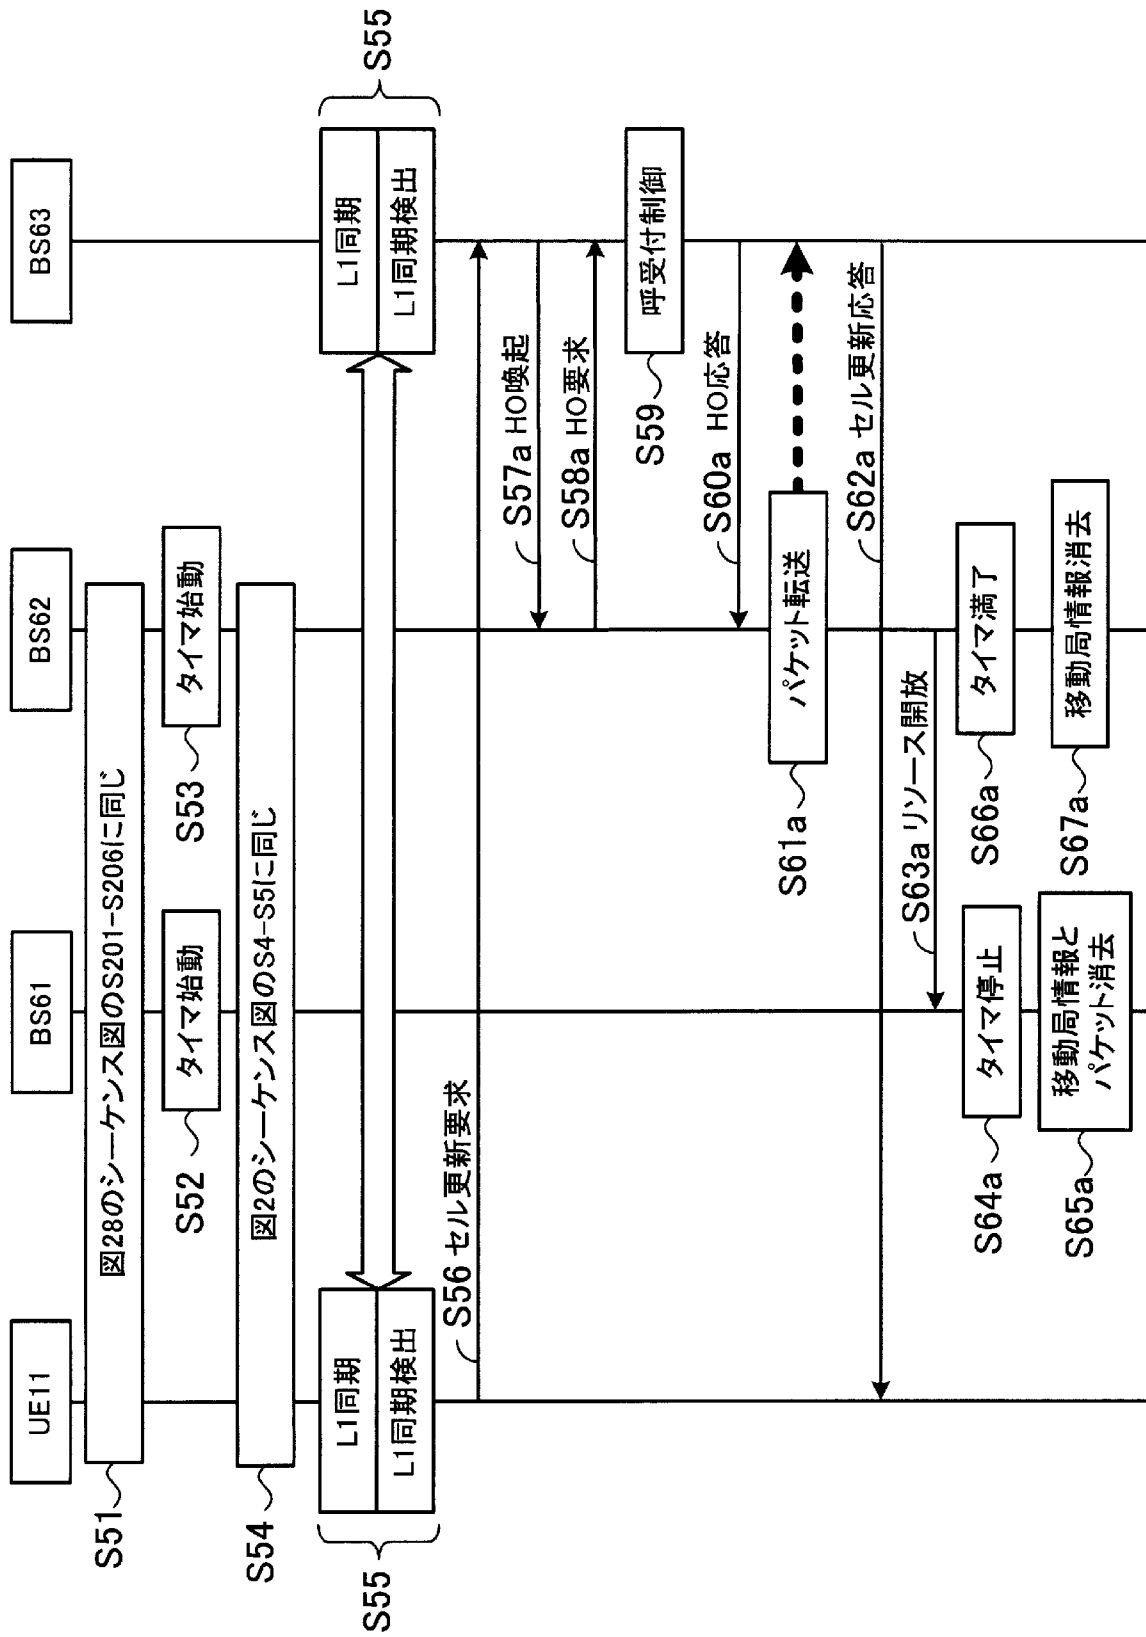 UE11
BS61
BS62
BS63
S51
図28のシーケンス図のS201-S206に同じ
S52
タイマ始動
S53
タイマ始動
S54
図2のシーケンス図のS4-S5に同じ
S55
L1同期
L1同期検出
L1同期
L1同期検出
S55
S56 セル更新要求
S57a HO喚起
S58a HO要求
S59
呼受付制御
S60a HO応答
S61a
パケット転送
S62a セル更新応答
S63a リソース開放
S64a
タイマ停止
S66a
タイマ満了
S65a
移動局情報と
パケット消去
S67a
移動局情報消去